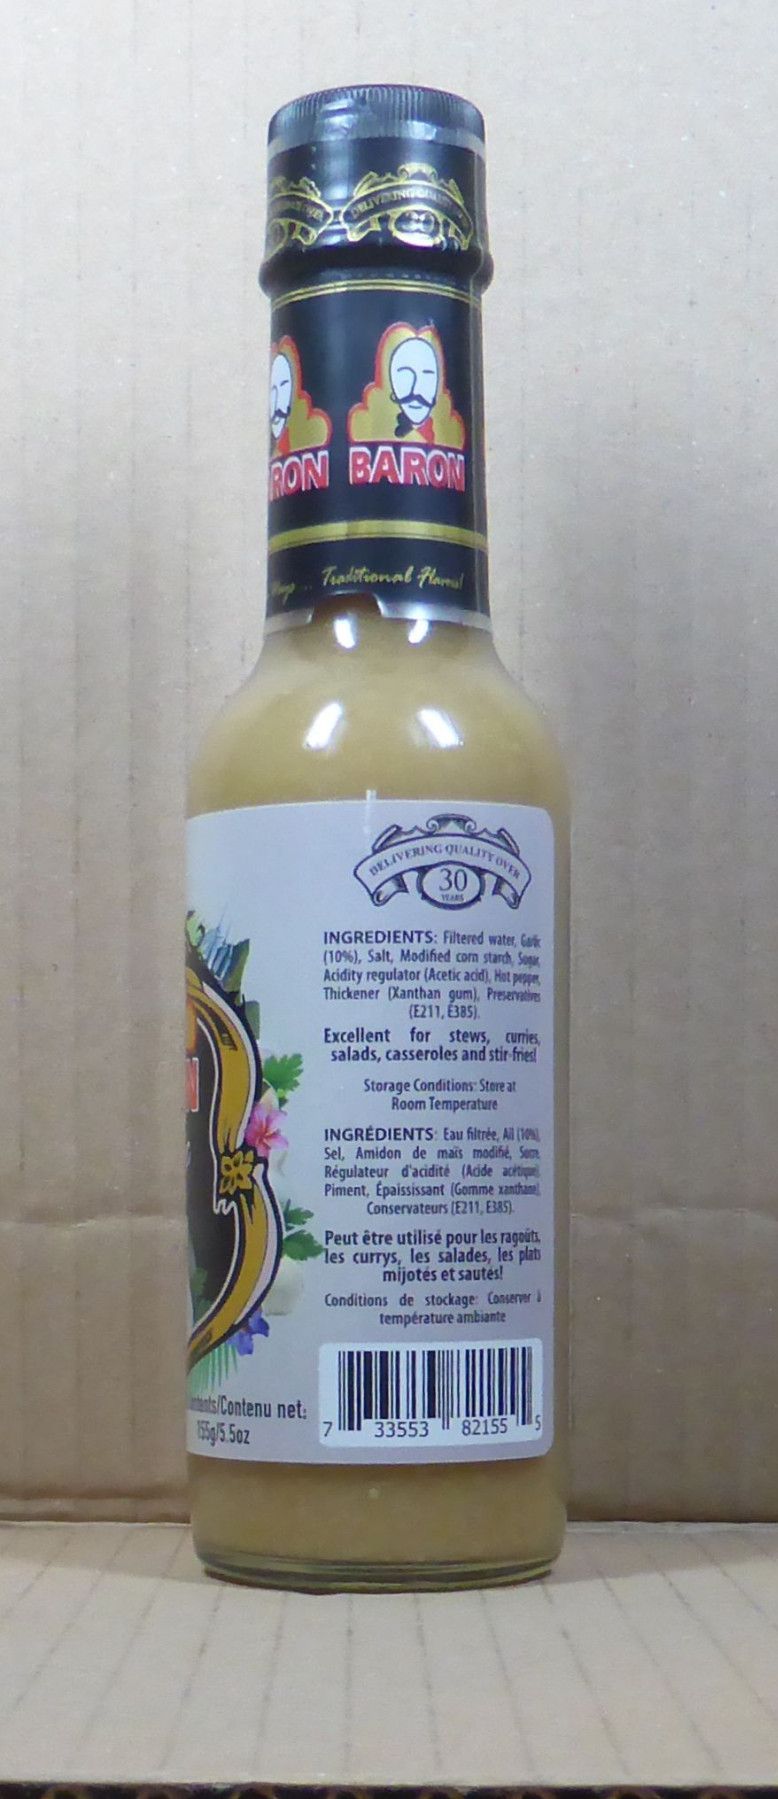 DELIVERING QUALITY OVER
30
RON BARON
Traditional Flavour!
DELIVERING QUALITY OVER
30
YEARS
INGREDIENTS: Filtered water, Garlic
(10%), Salt, Modified corn starch, Sugar,
Acidity regulator (Acetic acid), Hot pepper,
Thickener (Xanthan gum), Preservatives
(E211, E385).
Excellent for stews, curries,
salads, casseroles and stir-fries!
Storage Conditions: Store at
Room Temperature
INGRÉDIENTS: Eau filtrée, Ail (10%),
Sel, Amidon de maïs modifié, Sucre,
Régulateur d'acidité (Acide acétique),
Piment, Épaississant (Gomme xanthane),
Conservateurs (E211, E385).
Peut être utilisé pour les ragoûts,
les currys, les salades, les plats
mijotés et sautés!
Conditions de stockage: Conserver à
température ambiante
N
ntents/Contenu net:
155g/5.5oz
7 33553 82155 5